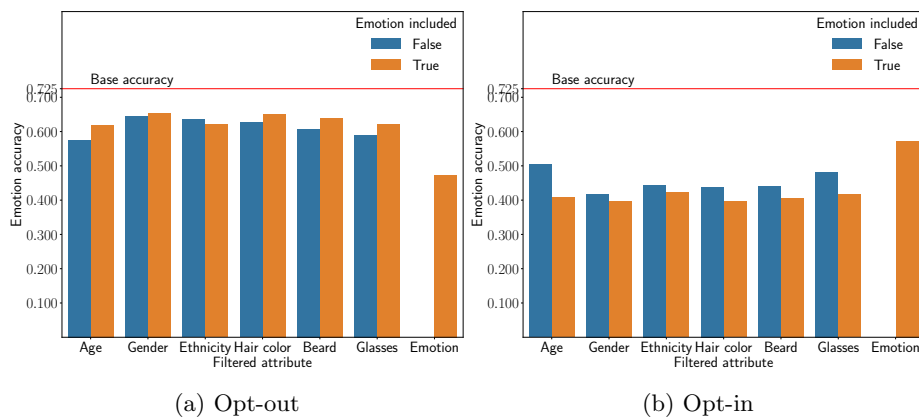 Emotion included
False
True
Base accuracy
0.725
0.700
0.600
0.500
0.400
0.300
0.200
0.100
Emotion accuracy
Age Gender Ethnicity Hair color Beard Glasses Emotion
Filtered attribute
(a) Opt-out
Emotion included
False
True
Base accuracy
0.725
0.700
0.600
0.500
0.400
0.300
0.200
0.100
Emotion accuracy
Age Gender Ethnicity Hair color Beard Glasses Emotion
Filtered attribute
(b) Opt-in